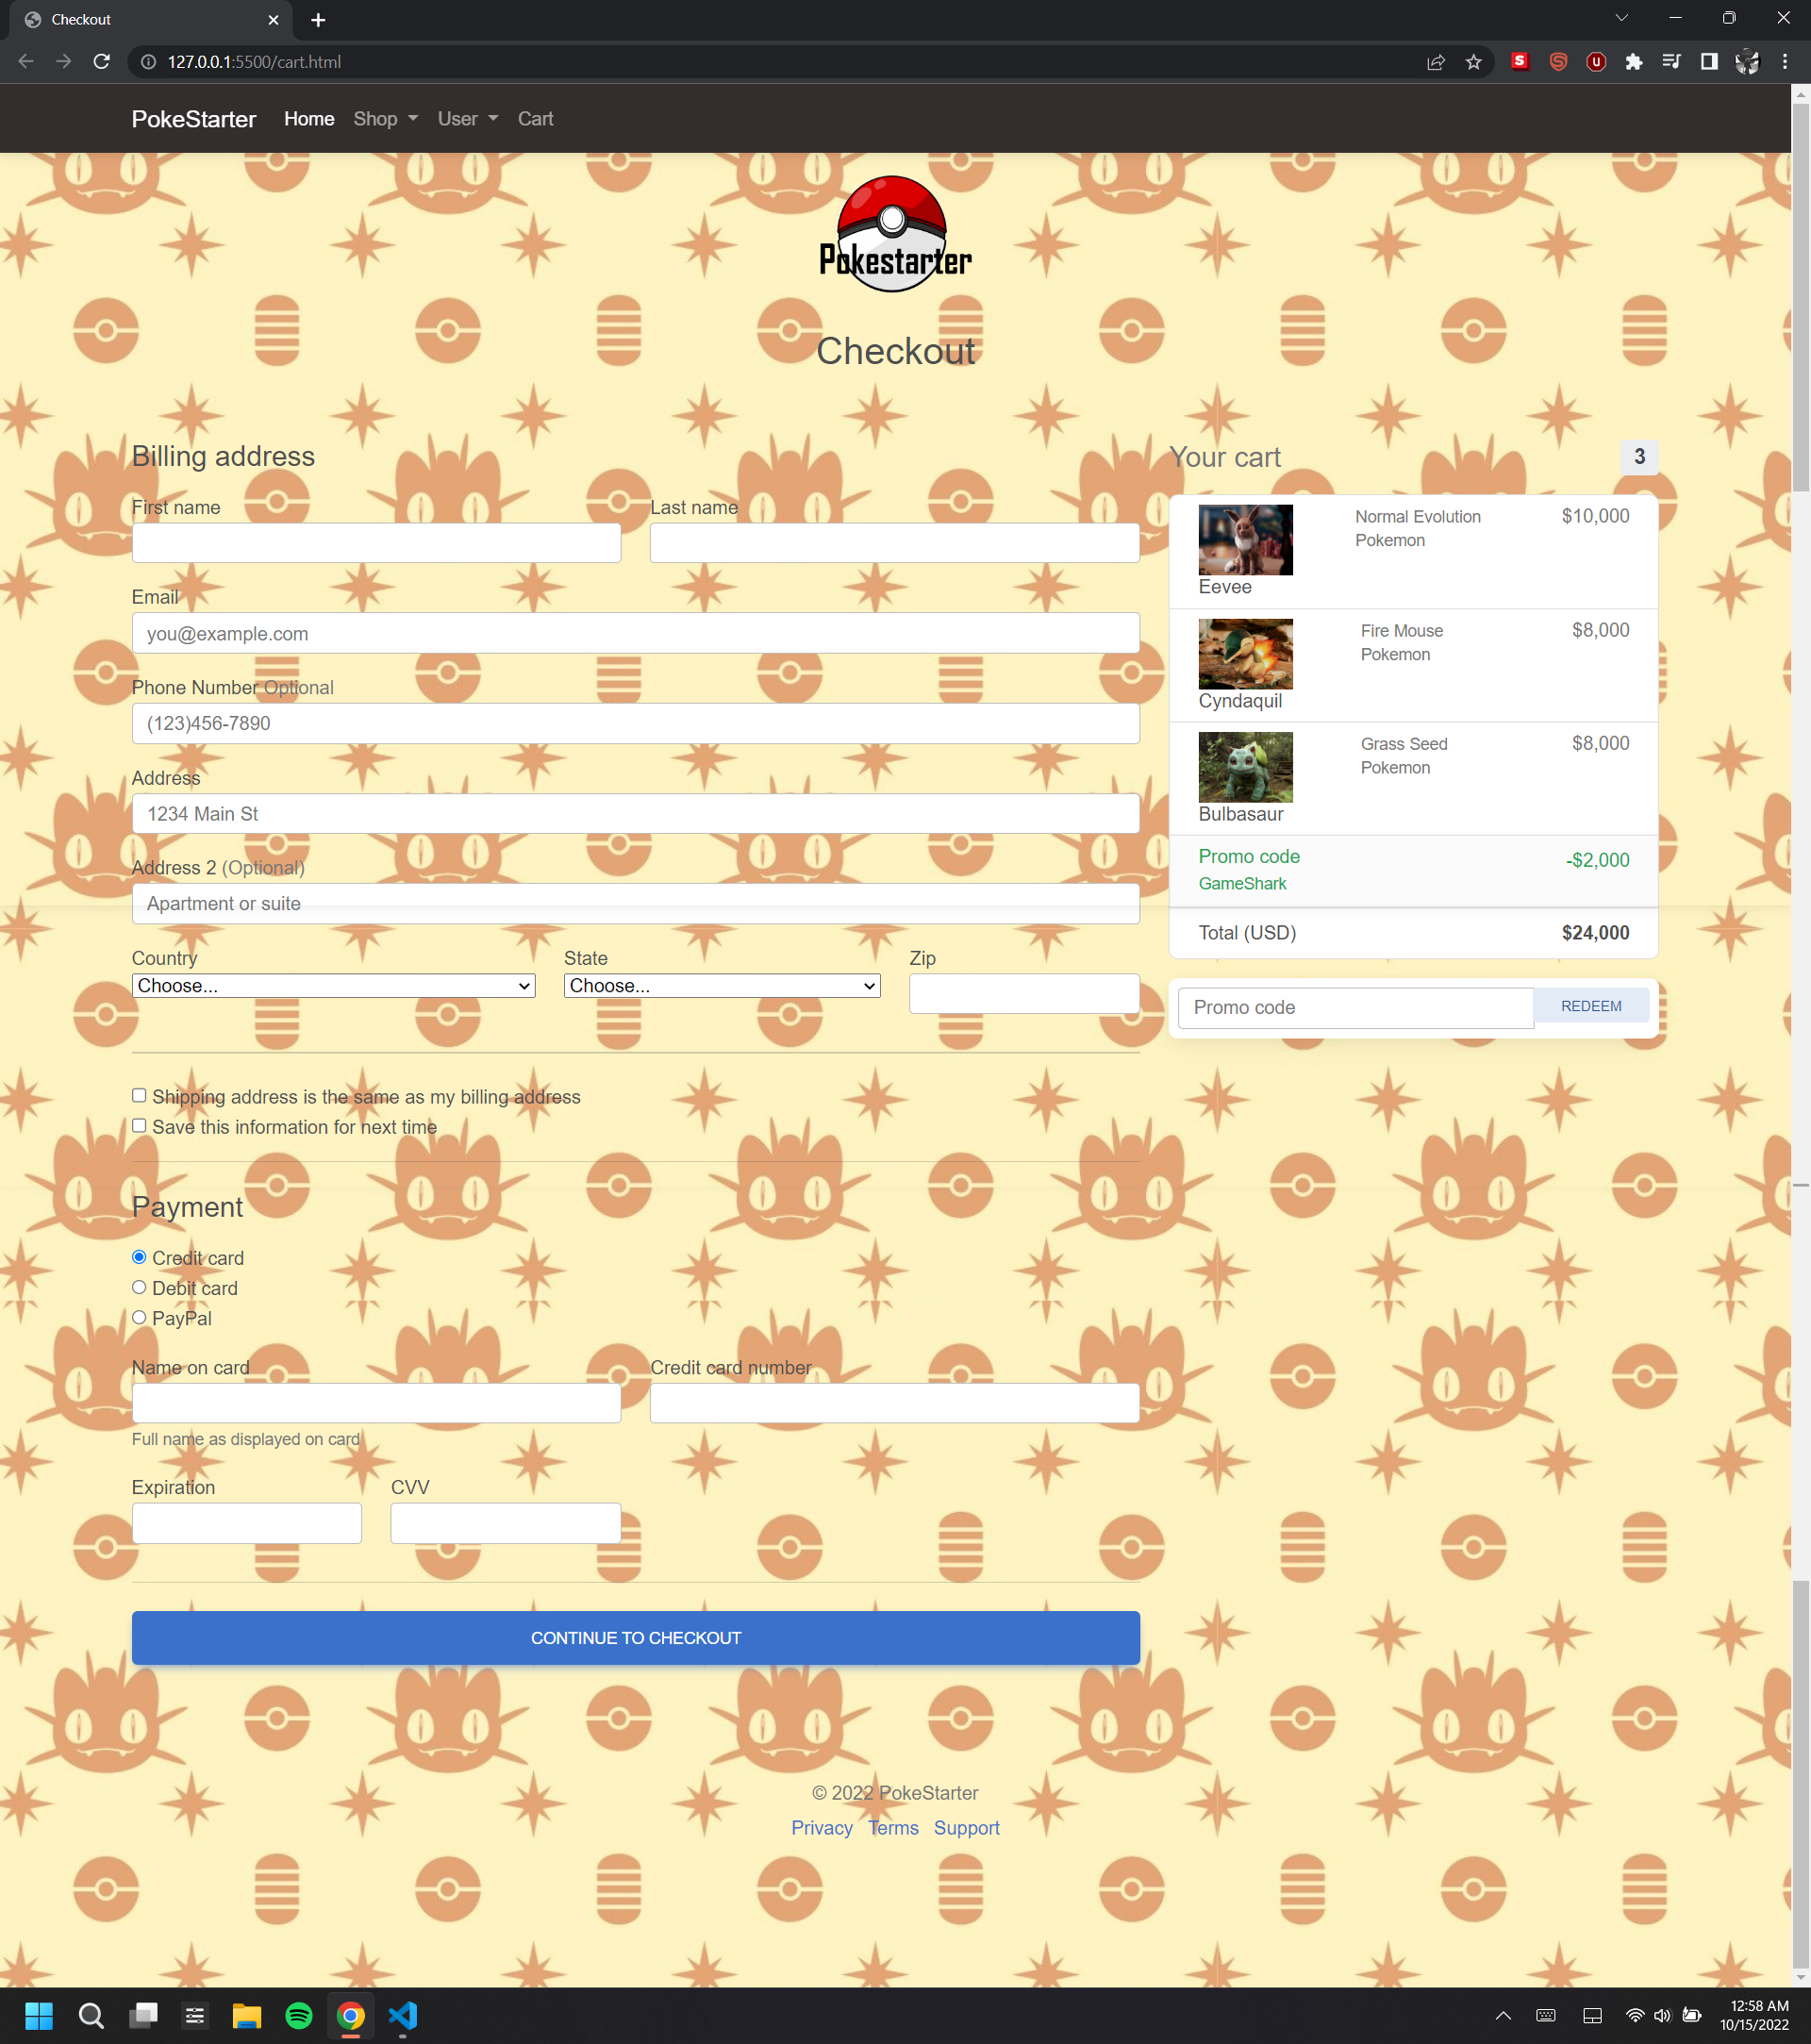 Checkout
127.0.0.1:5500/cart.html
PokeStarter Home Shop User Cart
Pokestarter
Checkout
Billing address
First name Last name
Email
you@example.com
Phone Number Optional
(123)456-7890
Address
1234 Main St
Address 2 (Optional)
Apartment or suite
Country State Zip
Choose... Choose...
Shipping address is the same as my billing address
Save this information for next time
Payment
Credit card
Debit card
PayPal
Name on card Credit card number
Full name as displayed on card
Expiration CVV
CONTINUE TO CHECKOUT
Your cart 3
Normal Evolution $10,000
Pokemon
Eevee
Fire Mouse $8,000
Pokemon
Cyndaquil
Grass Seed $8,000
Pokemon
Bulbasaur
Promo code -$2,000
GameShark
Total (USD) $24,000
Promo code REDEEM
© 2022 PokeStarter
Privacy Terms Support
12:58 AM
10/15/2022